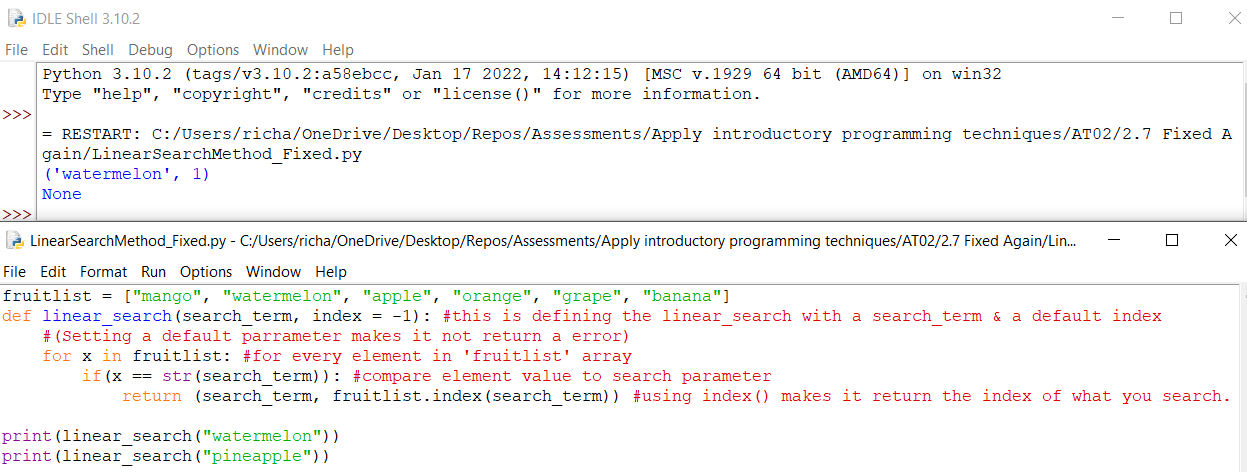 IDLE Shell 3.10.2
File Edit Shell Debug Options Window Help
Python 3.10.2 (tags/v3.10.2:a58ebcc, Jan 17 2022, 14:12:15) [MSC v.1929 64 bit (AMD64)] on win32
Type "help", "copyright", "credits" or "license()" for more information.
>>>
= RESTART: C:/Users/richa/OneDrive/Desktop/Repos/Assessments/Apply introductory programming techniques/AT02/2.7 Fixed A
gain/LinearSearchMethod_Fixed.py
('watermelon', 1)
None
>>>
LinearSearchMethod_Fixed.py - C:/Users/richa/OneDrive/Desktop/Repos/Assessments/Apply introductory programming techniques/AT02/2.7 Fixed Again/Lin...
File Edit Format Run Options Window Help
fruitlist = ["mango", "watermelon", "apple", "orange", "grape", "banana"]
def linear_search(search_term, index = -1): #this is defining the linear_search with a search_term & a default index
    #(Setting a default parrameter makes it not return a error)
    for x in fruitlist: #for every element in 'fruitlist' array
        if(x == str(search_term)): #compare element value to search parameter
            return (search_term, fruitlist.index(search_term)) #using index() makes it return the index of what you search.
print(linear_search("watermelon"))
print(linear_search("pineapple"))